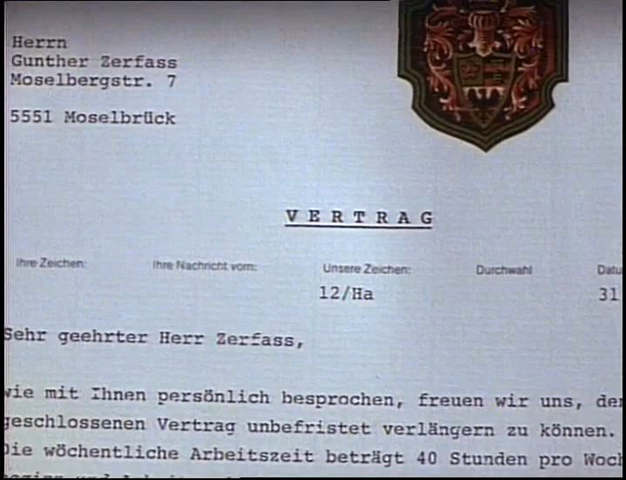 Herrn
Gunther Zerfass
Moselbergstr. 7
5551 Moselbrück
V E R T R A G
Ihre Zeichen: Ihre Nachricht vom: Unsere Zeichen: Durchwahl Datu
12/Ha 31
Sehr geehrter Herr Zerfass,
wie mit Ihnen persönlich besprochen, freuen wir uns, den
geschlossenen Vertrag unbefristet verlängern zu können.
Die wöchentliche Arbeitszeit beträgt 40 Stunden pro Woch